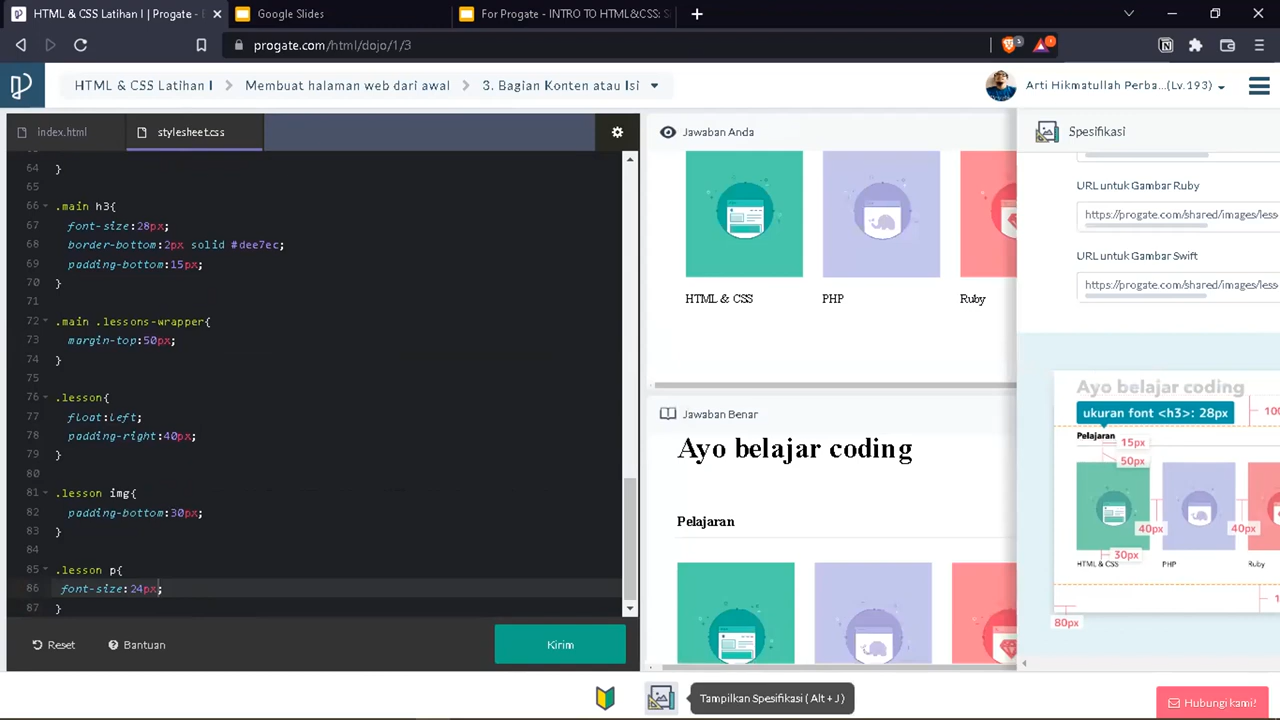 HTML & CSS Latihan I | Progate -
Google Slides
For Progate - INTRO TO HTML&CSS: S
progate.com/html/dojo/1/3
HTML & CSS Latihan I
Membuat halaman web dari awal
3. Bagian Konten atau Isi
Arti Hikmatullah Perba...(Lv.193)
index.html
stylesheet.css
64 }
65
66 .main h3{
67 font-size:28px;
68 border-bottom:2px solid #dee7ec;
69 padding-bottom:15px;
70 }
71
72 .main .lessons-wrapper{
73 margin-top:50px;
74 }
75
76 .lesson{
77 float:left;
78 padding-right:40px;
79 }
80
81 .lesson img{
82 padding-bottom:30px;
83 }
84
85 .lesson p{
86 font-size:24px;
87 }
Reset
Bantuan
Kirim
Jawaban Anda
HTML & CSS
PHP
Ruby
Jawaban Benar
Ayo belajar coding
Pelajaran
Spesifikasi
URL untuk Gambar Ruby
https://progate.com/shared/images/less
URL untuk Gambar Swift
https://progate.com/shared/images/less
Ayo belajar coding
ukuran font <h3>: 28px
100
Pelajaran
15px
50px
40px
40px
30px
HTML & CSS
PHP
Ruby
80px
Tampilkan Spesifikasi ( Alt + J )
Hubungi kami!